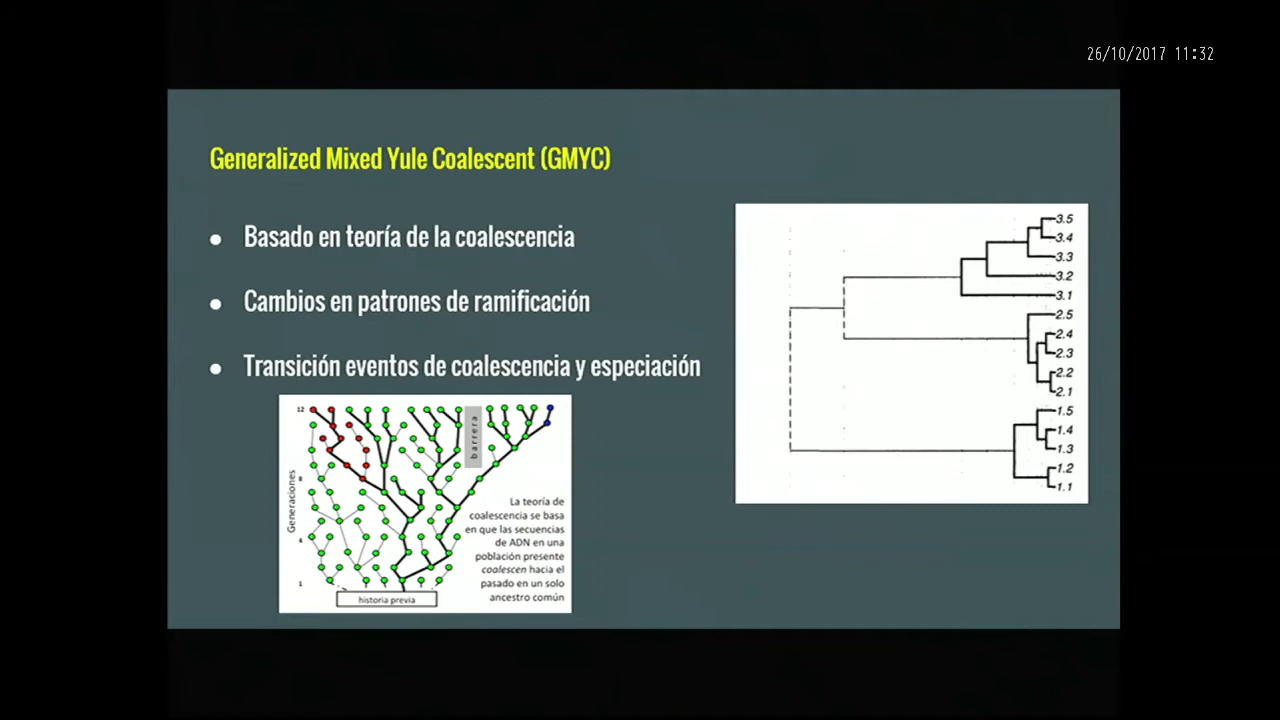 26/10/2017 11:32
Generalized Mixed Yule Coalescent (GMYC)
● Basado en teoría de la coalescencia
● Cambios en patrones de ramificación
● Transición eventos de coalescencia y especiación
12
8
4
1
Generaciones
barrera
La teoría de
coalescencia se basa
en que las secuencias
de ADN en una
población presente
coalescen hacia el
pasado en un solo
ancestro común
historia previa
3.5
3.4
3.3
3.2
3.1
2.5
2.4
2.3
2.2
2.1
1.5
1.4
1.3
1.2
1.1